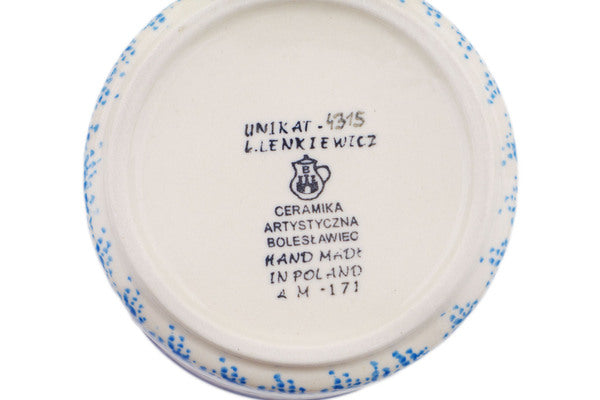 UNIKAT - 4315
L.LENKIEWICZ
B
CERAMIKA
ARTYSTYCZNA
BOLESŁAWIEC
HAND MADE
IN POLAND
A M - 171